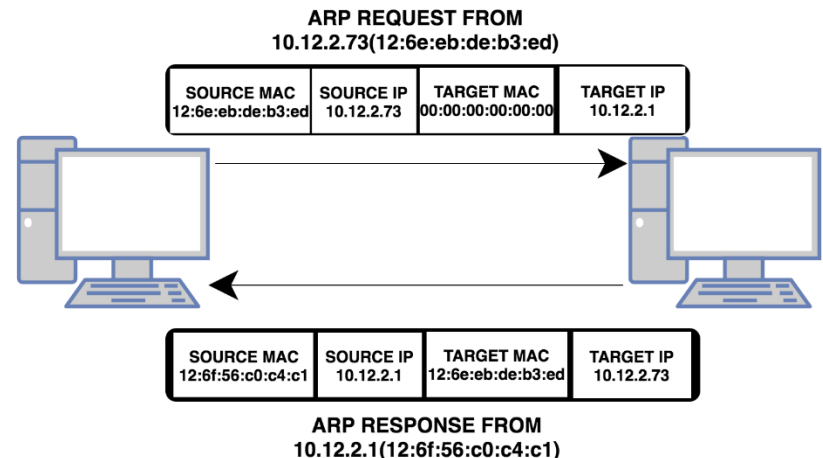 ARP REQUEST FROM
10.12.2.73(12:6e:eb:de:b3:ed)
SOURCE MAC
12:6e:eb:de:b3:ed
SOURCE IP
10.12.2.73
TARGET MAC
00:00:00:00:00:00
TARGET IP
10.12.2.1
SOURCE MAC
12:6f:56:c0:c4:c1
SOURCE IP
10.12.2.1
TARGET MAC
12:6e:eb:de:b3:ed
TARGET IP
10.12.2.73
ARP RESPONSE FROM
10.12.2.1(12:6f:56:c0:c4:c1)